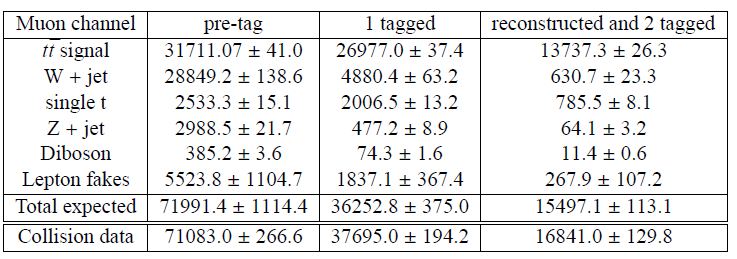 Muon channel pre-tag 1 tagged reconstructed and 2 tagged
tt̄ signal 31711.07 ± 41.0 26977.0 ± 37.4 13737.3 ± 26.3
W + jet 28849.2 ± 138.6 4880.4 ± 63.2 630.7 ± 23.3
single t 2533.3 ± 15.1 2006.5 ± 13.2 785.5 ± 8.1
Z + jet 2988.5 ± 21.7 477.2 ± 8.9 64.1 ± 3.2
Diboson 385.2 ± 3.6 74.3 ± 1.6 11.4 ± 0.6
Lepton fakes 5523.8 ± 1104.7 1837.1 ± 367.4 267.9 ± 107.2
Total expected 71991.4 ± 1114.4 36252.8 ± 375.0 15497.1 ± 113.1
Collision data 71083.0 ± 266.6 37695.0 ± 194.2 16841.0 ± 129.8